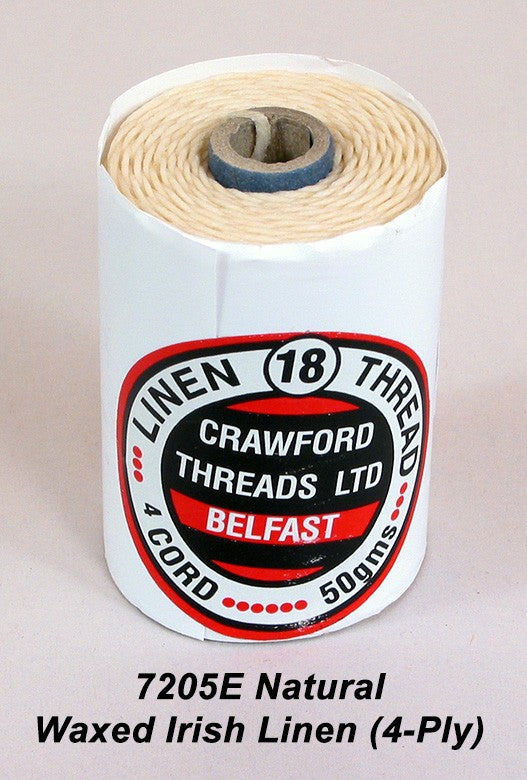 LINEN 18 THREAD
CRAWFORD
THREADS LTD
BELFAST
4 CORD 50gms
7205E Natural
Waxed Irish Linen (4-Ply)